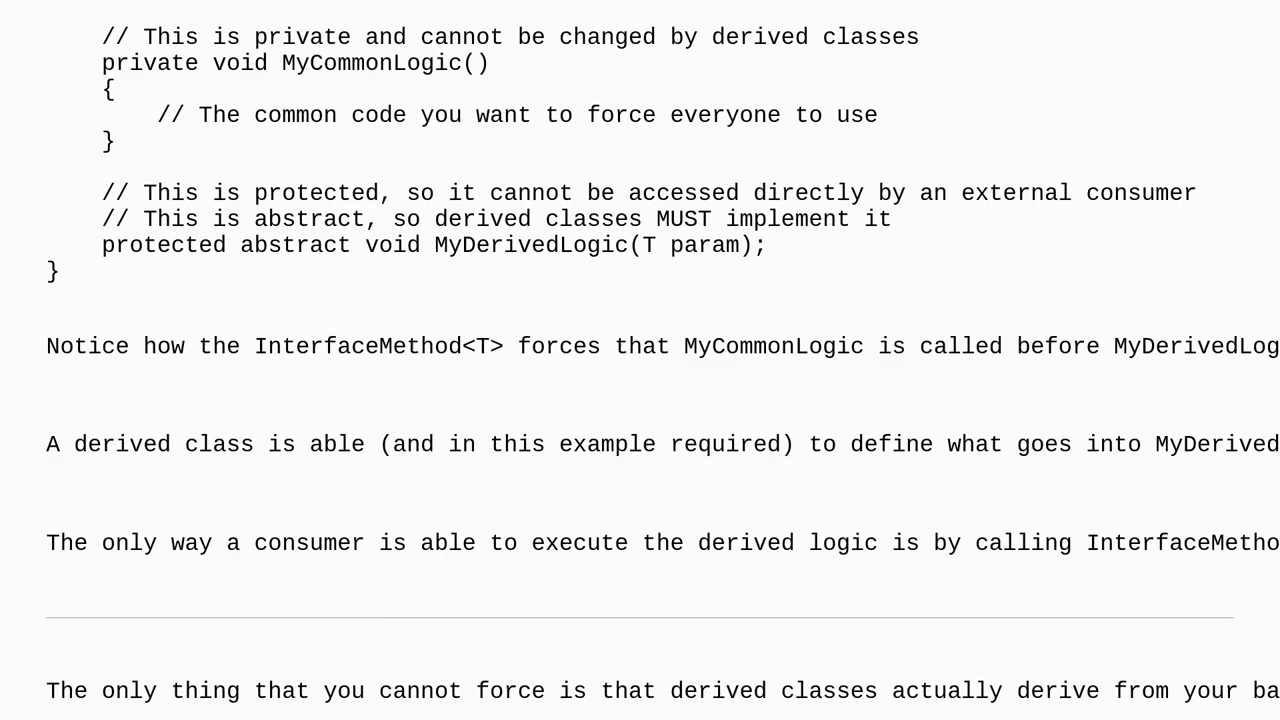 // This is private and cannot be changed by derived classes
private void MyCommonLogic()
{
// The common code you want to force everyone to use
}
// This is protected, so it cannot be accessed directly by an external consumer
// This is abstract, so derived classes MUST implement it
protected abstract void MyDerivedLogic(T param);
}
Notice how the InterfaceMethod<T> forces that MyCommonLogic is called before MyDerivedLog
A derived class is able (and in this example required) to define what goes into MyDerived
The only way a consumer is able to execute the derived logic is by calling InterfaceMetho
The only thing that you cannot force is that derived classes actually derive from your ba